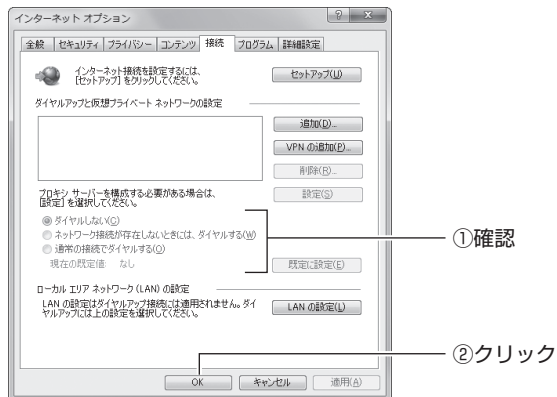 インターネット オプション
全般 セキュリティ プライバシー コンテンツ 接続 プログラム 詳細設定
インターネット接続を設定するには、
[セットアップ] をクリックしてください。
セットアップ(U)
ダイヤルアップと仮想プライベート ネットワークの設定
追加(D)...
VPN の追加(P)...
削除(R)...
プロキシ サーバーを構成する必要がある場合は、
[設定] を選択してください。
設定(S)
ダイヤルしない(C)
ネットワーク接続が存在しないときには、ダイヤルする(W)
通常の接続でダイヤルする(O)
①確認
現在の既定値: なし
既定に設定(E)
ローカル エリア ネットワーク (LAN) の設定
LAN の設定はダイヤルアップ接続には適用されません。ダイ
ヤルアップには上の設定を選択してください。
LAN の設定(L)
②クリック
OK キャンセル 適用(A)